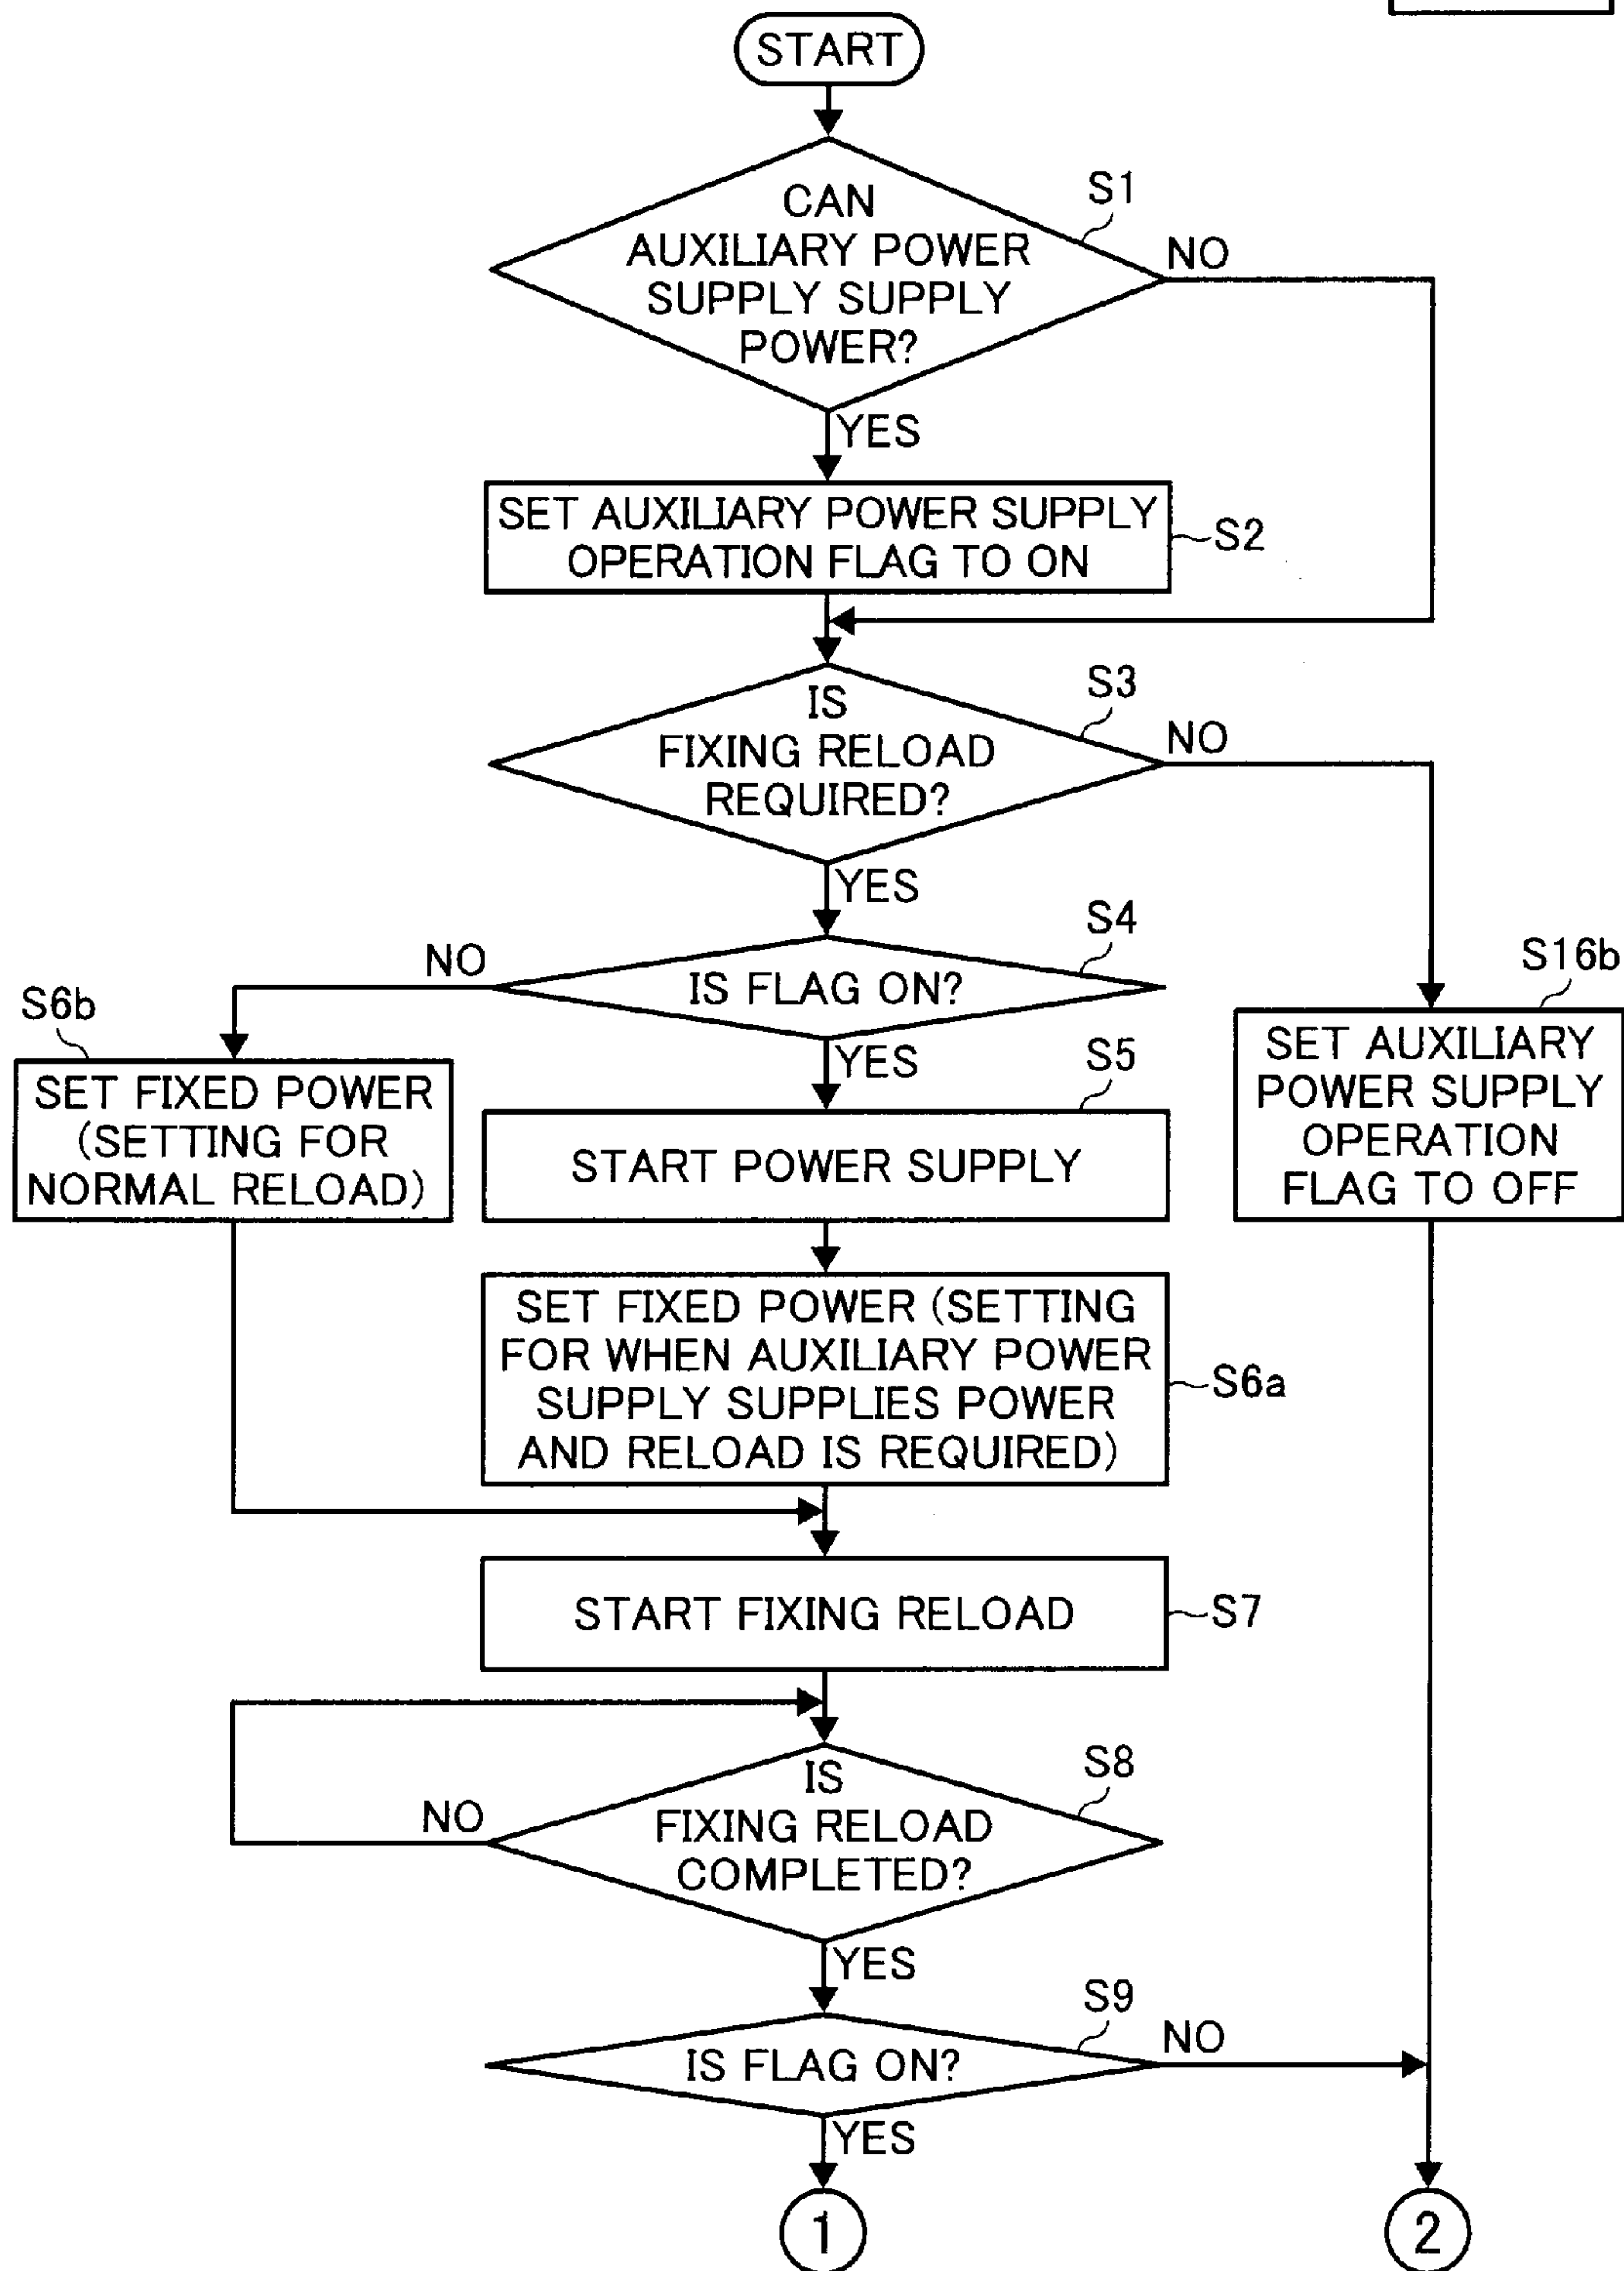 START
CAN
AUXILIARY POWER
SUPPLY SUPPLY
POWER?
S1
NO
YES
SET AUXILIARY POWER SUPPLY
OPERATION FLAG TO ON
S2
IS
FIXING RELOAD
REQUIRED?
S3
NO
YES
S4
NO
IS FLAG ON?
S16b
S6b
YES
S5
SET AUXILIARY
POWER SUPPLY
OPERATION
FLAG TO OFF
SET FIXED POWER
(SETTING FOR
NORMAL RELOAD)
START POWER SUPPLY
SET FIXED POWER (SETTING
FOR WHEN AUXILIARY POWER
SUPPLY SUPPLIES POWER
AND RELOAD IS REQUIRED)
S6a
START FIXING RELOAD
S7
IS
FIXING RELOAD
COMPLETED?
S8
NO
YES
S9
IS FLAG ON?
NO
YES
1
2